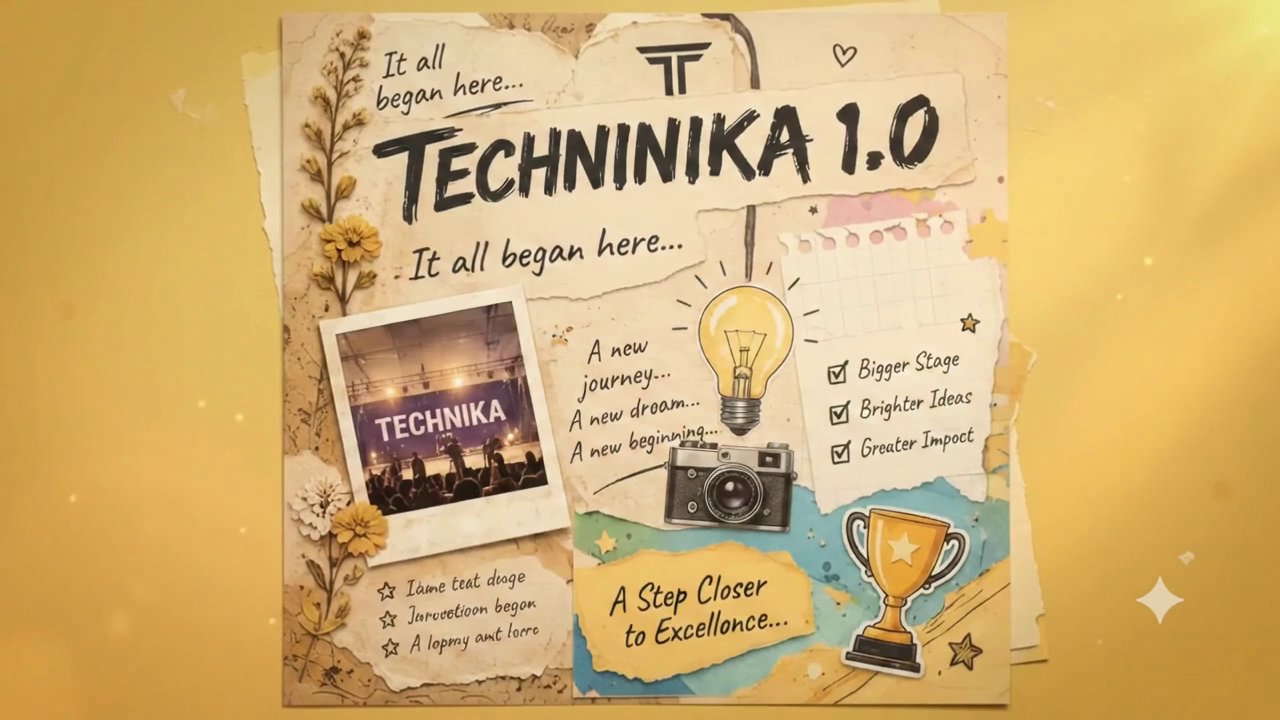 It all
began here...
TECHNINIKA 1.0
It all began here...
TECHNIKA
A new
journey...
A new droam...
A new beginning...
Bigger Stage
Brighter Ideas
Greater Impoct
A Step Closer
to Excellonce...
began
A